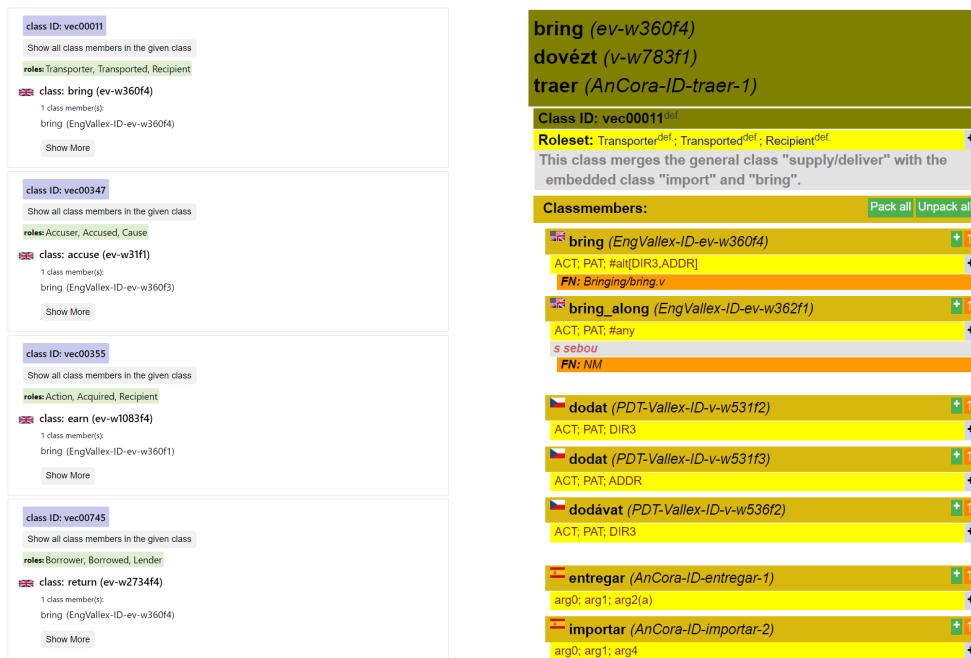 class ID: vec00011
Show all class members in the given class
roles: Transporter, Transported, Recipient
class: bring (ev-w360f4)
1 class member(s):
bring (EngVallex-ID-ev-w360f4)
Show More
class ID: vec00347
Show all class members in the given class
roles: Accuser, Accused, Cause
class: accuse (ev-w31f1)
1 class member(s):
bring (EngVallex-ID-ev-w360f3)
Show More
class ID: vec00355
Show all class members in the given class
roles: Action, Acquired, Recipient
class: earn (ev-w1083f4)
1 class member(s):
bring (EngVallex-ID-ev-w360f1)
Show More
class ID: vec00745
Show all class members in the given class
roles: Borrower, Borrowed, Lender
class: return (ev-w2734f4)
1 class member(s):
bring (EngVallex-ID-ev-w360f4)
Show More
bring (ev-w360f4)
dovézt (v-w783f1)
traer (AnCora-ID-traer-1)
Class ID: vec00011 def.
Roleset: Transporter def.; Transported def.; Recipient def.
This class merges the general class "supply/deliver" with the
embedded class "import" and "bring".
Classmembers: Pack all Unpack all
bring (EngVallex-ID-ev-w360f4)
ACT; PAT; #alt[DIR3,ADDR]
FN: Bringing/bring.v
bring_along (EngVallex-ID-ev-w362f1)
ACT; PAT; #any
s sebou
FN: NM
dodat (PDT-Vallex-ID-v-w531f2)
ACT; PAT; DIR3
dodat (PDT-Vallex-ID-v-w531f3)
ACT; PAT; ADDR
dodávat (PDT-Vallex-ID-v-w536f2)
ACT; PAT; DIR3
entregar (AnCora-ID-entregar-1)
arg0; arg1; arg2(a)
importar (AnCora-ID-importar-2)
arg0; arg1; arg4